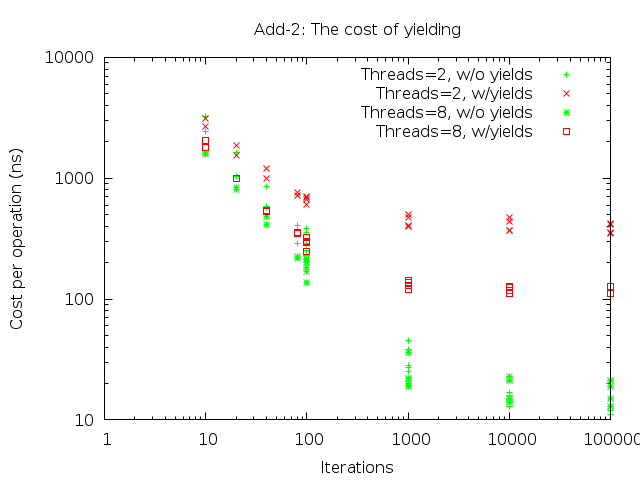 Add-2: The cost of yielding
10000
1000
100
10
Cost per operation (ns)
Threads=2, w/o yields
Threads=2, w/yields
Threads=8, w/o yields
Threads=8, w/yields
1 10 100 1000 10000 100000
Iterations